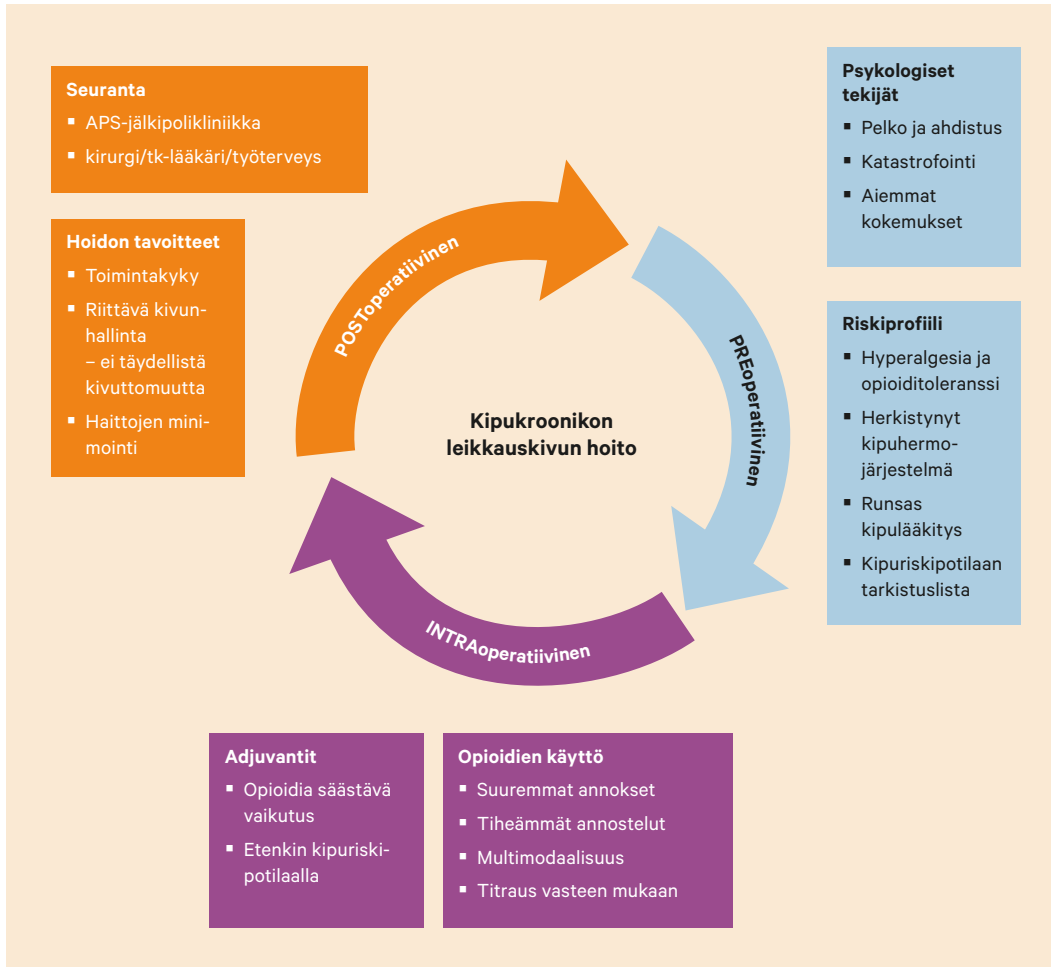 Seuranta
▪ APS-jälkipoliklinikka
▪ kirurgi/tk-lääkäri/työterveys
Hoidon tavoitteet
▪ Toimintakyky
▪ Riittävä kivun-
hallinta
– ei täydellistä
kivuttomuutta
▪ Haittojen mini-
mointi
POSToperatiivinen
Psykologiset
tekijät
▪ Pelko ja ahdistus
▪ Katastrofointi
▪ Aiemmat
kokemukset
Riskiprofiili
▪ Hyperalgesia ja
opioiditoleranssi
▪ Herkistynyt
kipuhermo-
järjestelmä
▪ Runsas
kipulääkitys
▪ Kipuriskipotilaan
tarkistuslista
PREoperatiivinen
Kipukroonikon
leikkauskivun hoito
INTRAoperatiivinen
Adjuvantit
▪ Opioidia säästävä
vaikutus
▪ Etenkin kipuriski-
potilaalla
Opioidien käyttö
▪ Suuremmat annokset
▪ Tiheämmät annostelut
▪ Multimodaalisuus
▪ Titraus vasteen mukaan